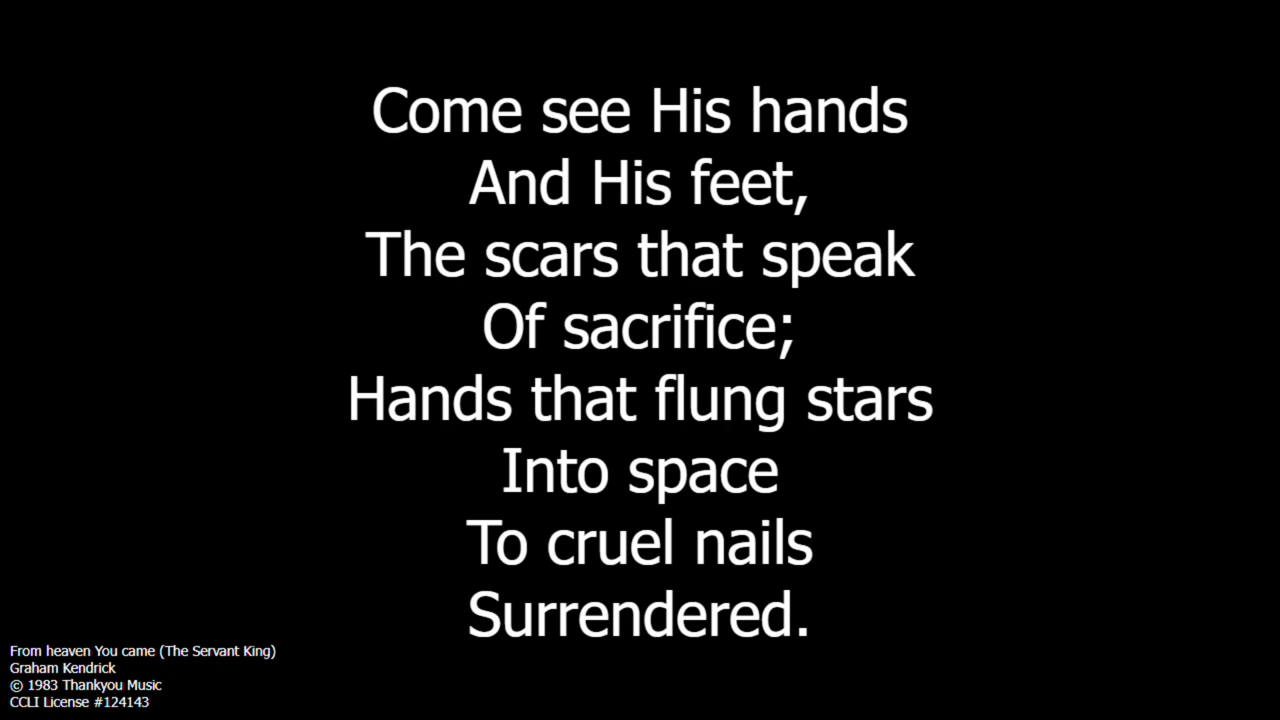 Come see His hands
And His feet,
The scars that speak
Of sacrifice;
Hands that flung stars
Into space
To cruel nails
Surrendered.
From heaven You came (The Servant King)
Graham Kendrick
© 1983 Thankyou Music
CCLI License #124143